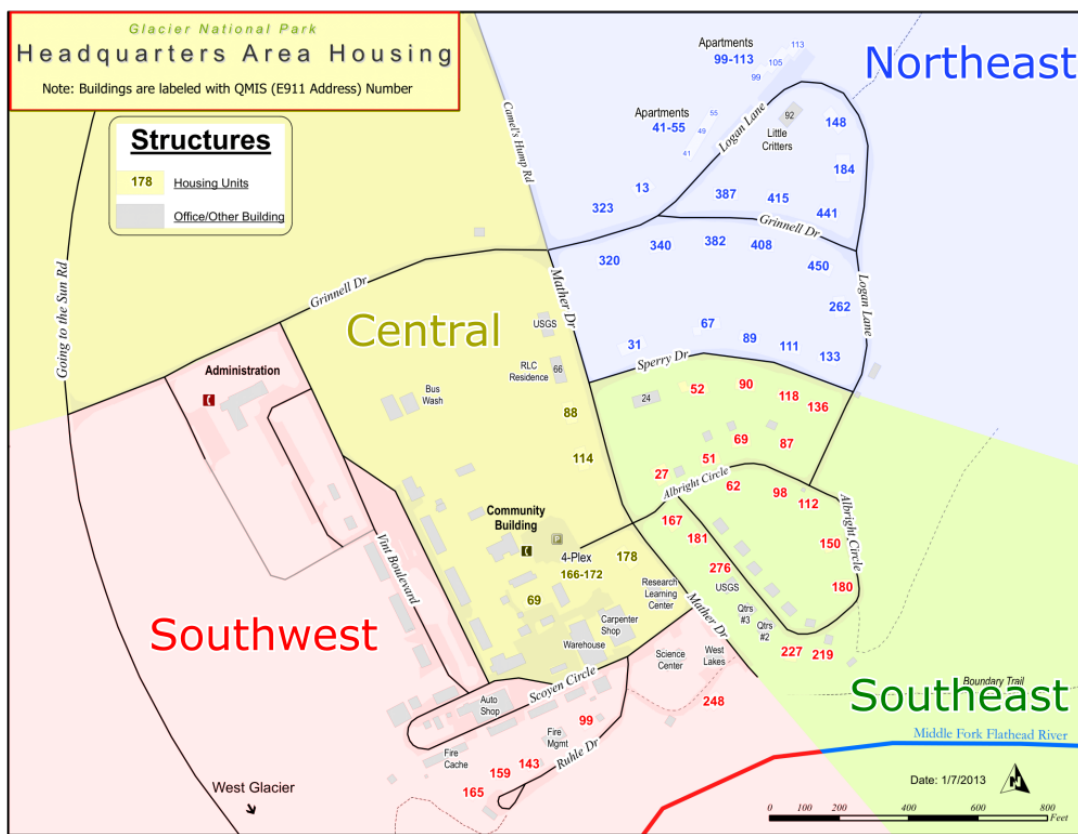 Glacier National Park
Headquarters Area Housing
Note: Buildings are labeled with QMIS (E911 Address) Number
Structures
178 Housing Units
Office/Other Building
Northeast
Apartments
99-113
113
105
99
Apartments
41-55
55
49
41
Camel's Hump Rd
Logan Lane
92
Little
Critters
148
184
13
323
387
415
441
Grinnell Dr
320
340
382
408
450
262
Logan Lane
Going to the Sun Rd
Grinnell Dr
Mather Dr
Central
USGS
RLC
Residence
66
67
31
89
111
133
Sperry Dr
Administration
Bus
Wash
88
114
24
52
90
118
136
69
87
51
27
62
98
112
Albright Circle
Albright Circle
Community
Building
P
4-Plex
166-172
178
69
167
181
276
150
180
USGS
Qtrs
#3
Qtrs
#2
227
219
Vint Boulevard
Research
Learning
Center
Mather Dr
Carpenter
Shop
Warehouse
Southwest
Science
Center
West
Lakes
248
Scoyen Circle
Auto
Shop
99
Fire
Mgmt
Ruhle Dr
Fire
Cache
143
159
165
Boundary Trail
Southeast
Middle Fork Flathead River
West Glacier
Date: 1/7/2013
N
0 100 200 400 600 800
Feet